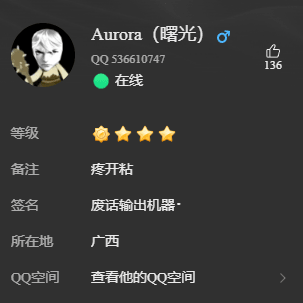 Aurora（曙光）
QQ 536610747
136
在线
等级
备注 疼开粘
签名 废话输出机器·
所在地 广西
QQ空间 查看他的QQ空间